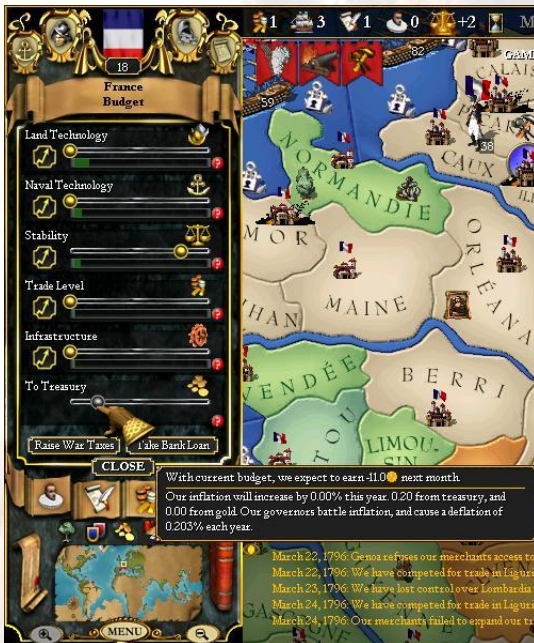 1 3 1 0 +2 M
18
France
Budget
Land Technology
Naval Technology
Stability
Trade Level
Infrastructure
To Treasury
Raise War Taxes Take Bank Loan
CLOSE
MENU
82
GAM
CALAIS
59
38
CAUX
ILE
NORMANDIE
MOR
MAINE
ORLÉANA
HAN
VENDÉE
BERRI
TOU
LIMOU-
SIN
With current budget, we expect to earn -11.0 next month.
Our inflation will increase by 0.00% this year. 0.20 from treasury, and
0.00 from gold. Our governors battle inflation, and cause a deflation of
0.203% each year.
March 22, 1796: Genoa refuses our merchants access to
March 22, 1796: We have competed for trade in Liguri
March 23, 1796: We have lost control over Lombardia
March 24, 1796: We have competed for trade in Liguri
March 24, 1796: Our merchants failed to expand our tr